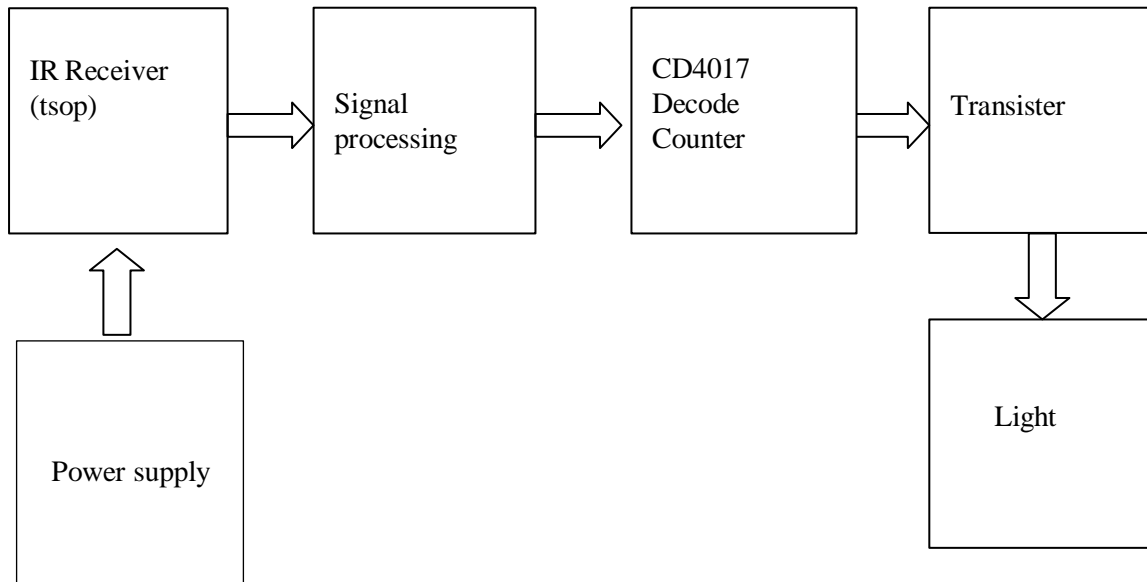 IR Receiver
(tsop)
Signal
processing
CD4017
Decode
Counter
Transister
Power supply
Light